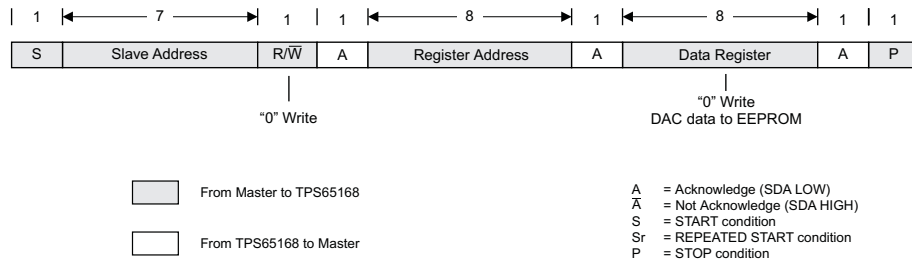 1 7 1 1 8 1 8 1 1
S Slave Address R/W̅ A Register Address A Data Register A P
“0” Write
“0” Write
DAC data to EEPROM
From Master to TPS65168
From TPS65168 to Master
A = Acknowledge (SDA LOW)
A̅ = Not Acknowledge (SDA HIGH)
S = START condition
Sr = REPEATED START condition
P = STOP condition